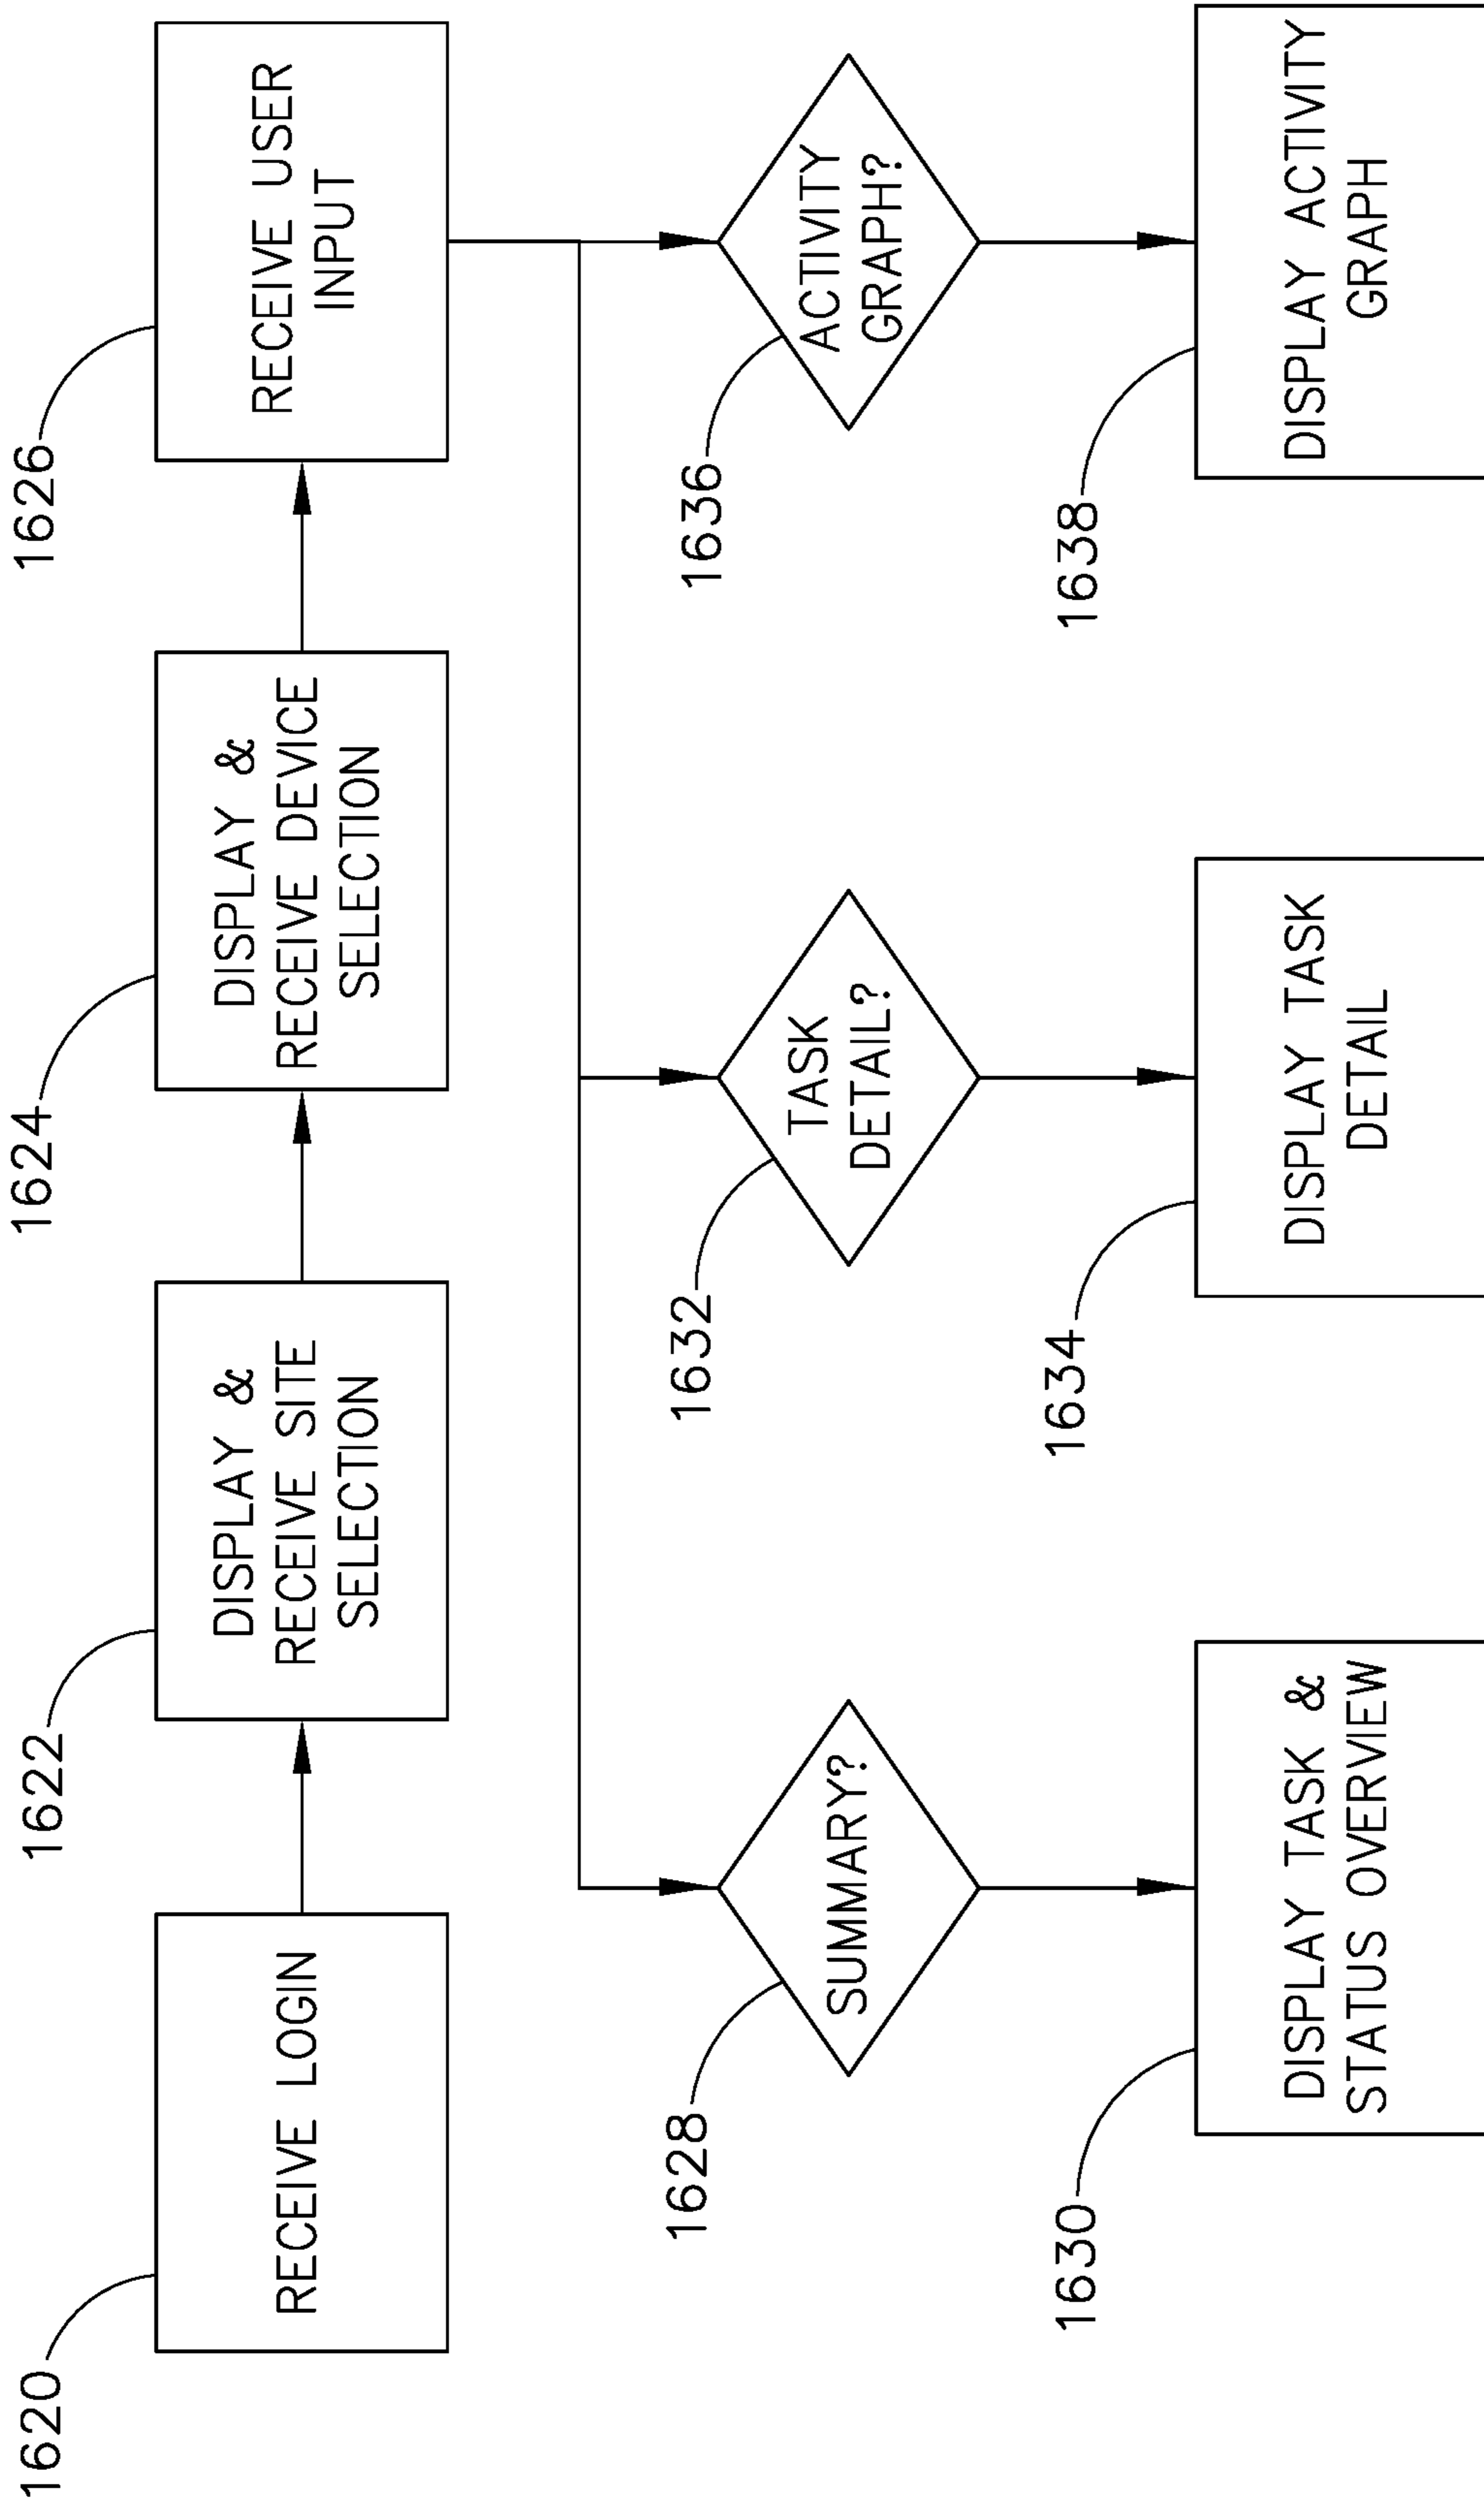 1620
RECEIVE LOGIN
1622
DISPLAY &
RECEIVE SITE
SELECTION
1624
DISPLAY &
RECEIVE DEVICE
SELECTION
1626
RECEIVE USER
INPUT
1628
SUMMARY?
1632
TASK
DETAIL?
1636
ACTIVITY
GRAPH?
1630
DISPLAY TASK &
STATUS OVERVIEW
1634
DISPLAY TASK
DETAIL
1638
DISPLAY ACTIVITY
GRAPH